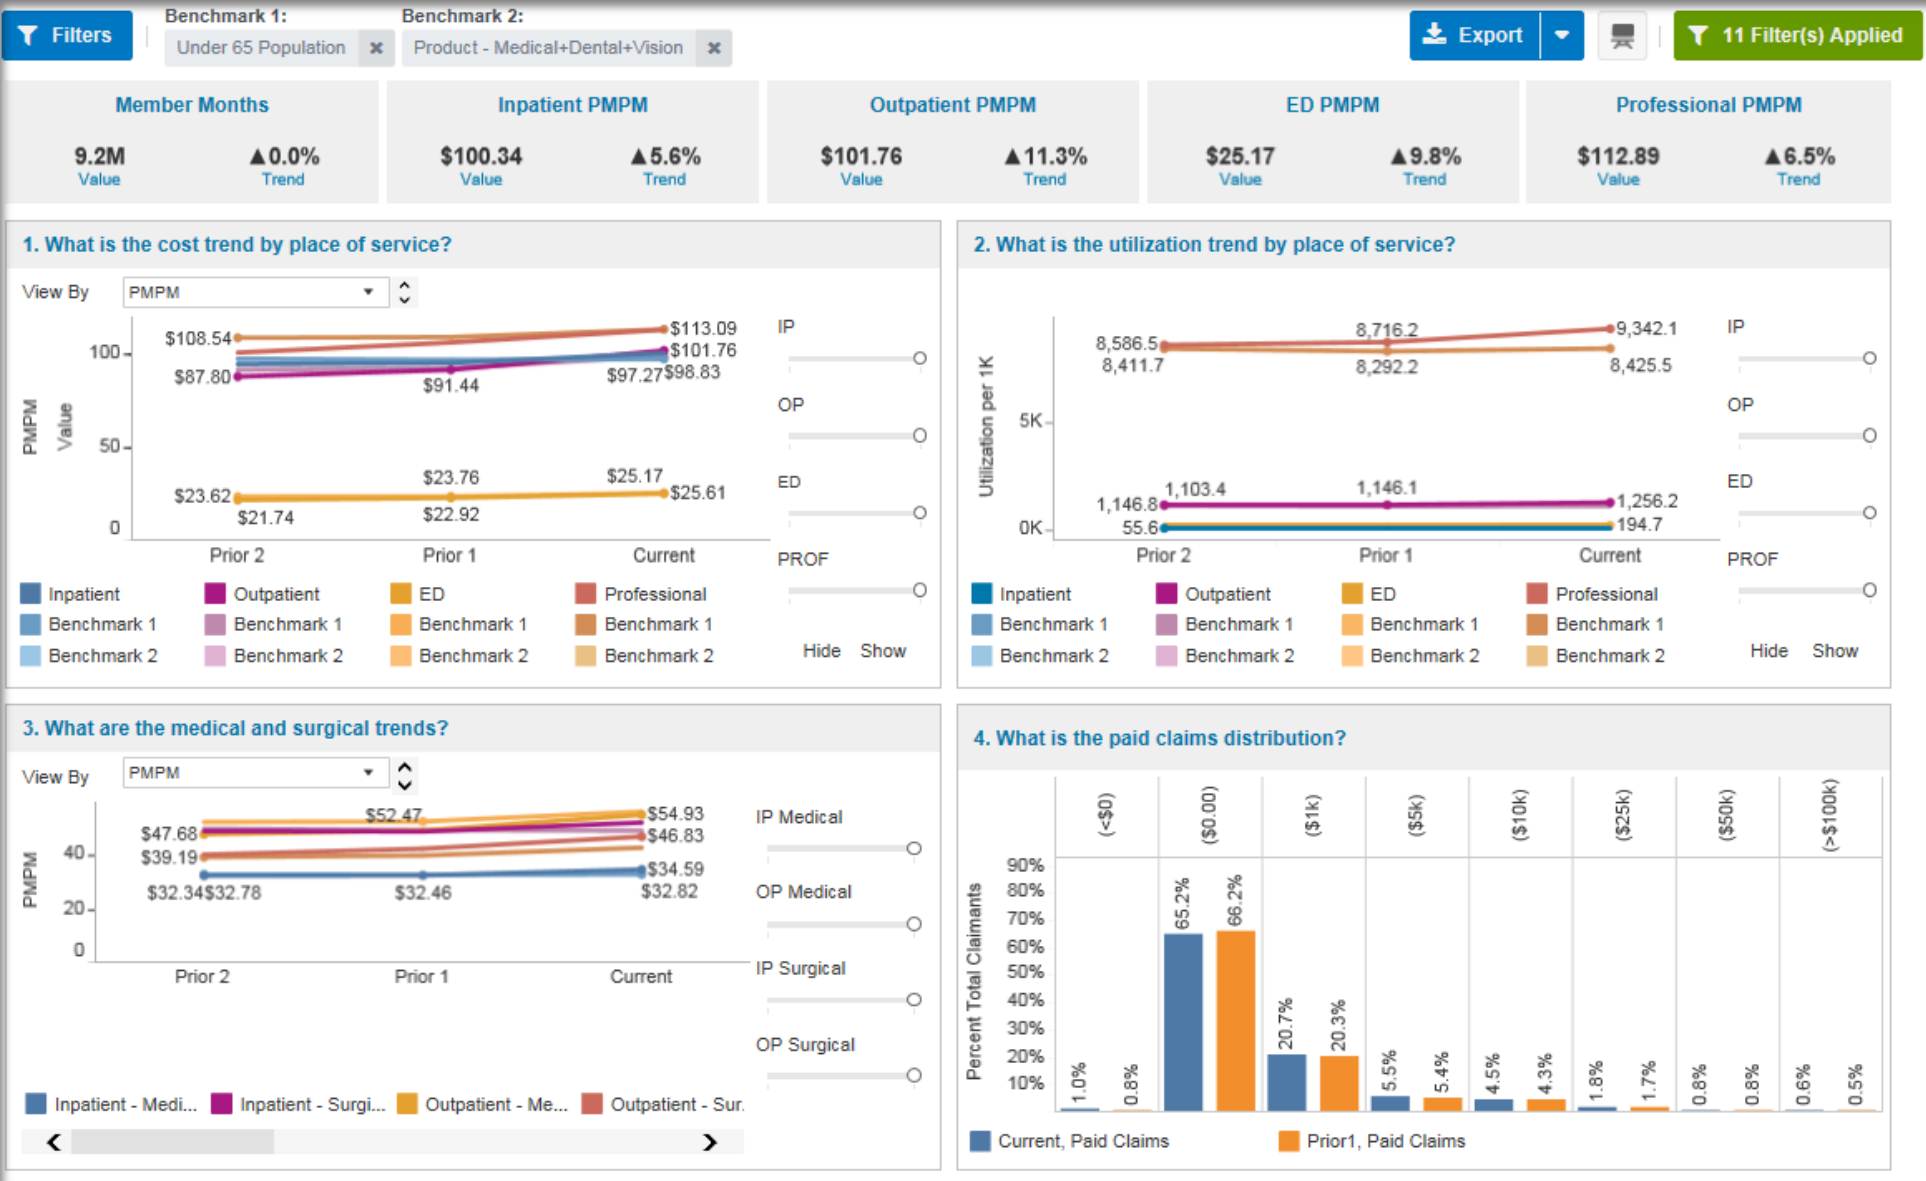 Filters
Benchmark 1:
Under 65 Population
Benchmark 2:
Product - Medical+Dental+Vision
Export
11 Filter(s) Applied
Member Months
9.2M
Value
▲0.0%
Trend
Inpatient PMPM
$100.34
Value
▲5.6%
Trend
Outpatient PMPM
$101.76
Value
▲11.3%
Trend
ED PMPM
$25.17
Value
▲9.8%
Trend
Professional PMPM
$112.89
Value
▲6.5%
Trend
1. What is the cost trend by place of service?
View By
PMPM
PMPM
Value
100
50
0
$108.54
$113.09
$101.76
$87.80
$91.44
$97.27
$98.83
$23.62
$21.74
$23.76
$22.92
$25.17
$25.61
Prior 2
Prior 1
Current
IP
OP
ED
PROF
Hide Show
Inpatient
Outpatient
ED
Professional
Benchmark 1
Benchmark 1
Benchmark 1
Benchmark 1
Benchmark 2
Benchmark 2
Benchmark 2
Benchmark 2
2. What is the utilization trend by place of service?
Utilization per 1K
5K
0K
8,586.5
8,411.7
8,716.2
8,292.2
9,342.1
8,425.5
1,146.8
1,103.4
1,146.1
1,256.2
55.6
194.7
Prior 2
Prior 1
Current
IP
OP
ED
PROF
Hide Show
Inpatient
Outpatient
ED
Professional
Benchmark 1
Benchmark 1
Benchmark 1
Benchmark 1
Benchmark 2
Benchmark 2
Benchmark 2
Benchmark 2
3. What are the medical and surgical trends?
View By
PMPM
PMPM
40
20
0
$47.68
$39.19
$32.34
$32.78
$52.47
$32.46
$54.93
$46.83
$34.59
$32.82
Prior 2
Prior 1
Current
IP Medical
OP Medical
IP Surgical
OP Surgical
Inpatient - Medi...
Inpatient - Surgi...
Outpatient - Me...
Outpatient - Sur.
4. What is the paid claims distribution?
(<$0)
($0.00)
($1k)
($5k)
($10k)
($25k)
($50k)
(>$100k)
Percent Total Claimants
90%
80%
70%
60%
50%
40%
30%
20%
10%
1.0%
0.8%
65.2%
66.2%
20.7%
20.3%
5.5%
5.4%
4.5%
4.3%
1.8%
1.7%
0.8%
0.8%
0.6%
0.5%
Current, Paid Claims
Prior1, Paid Claims